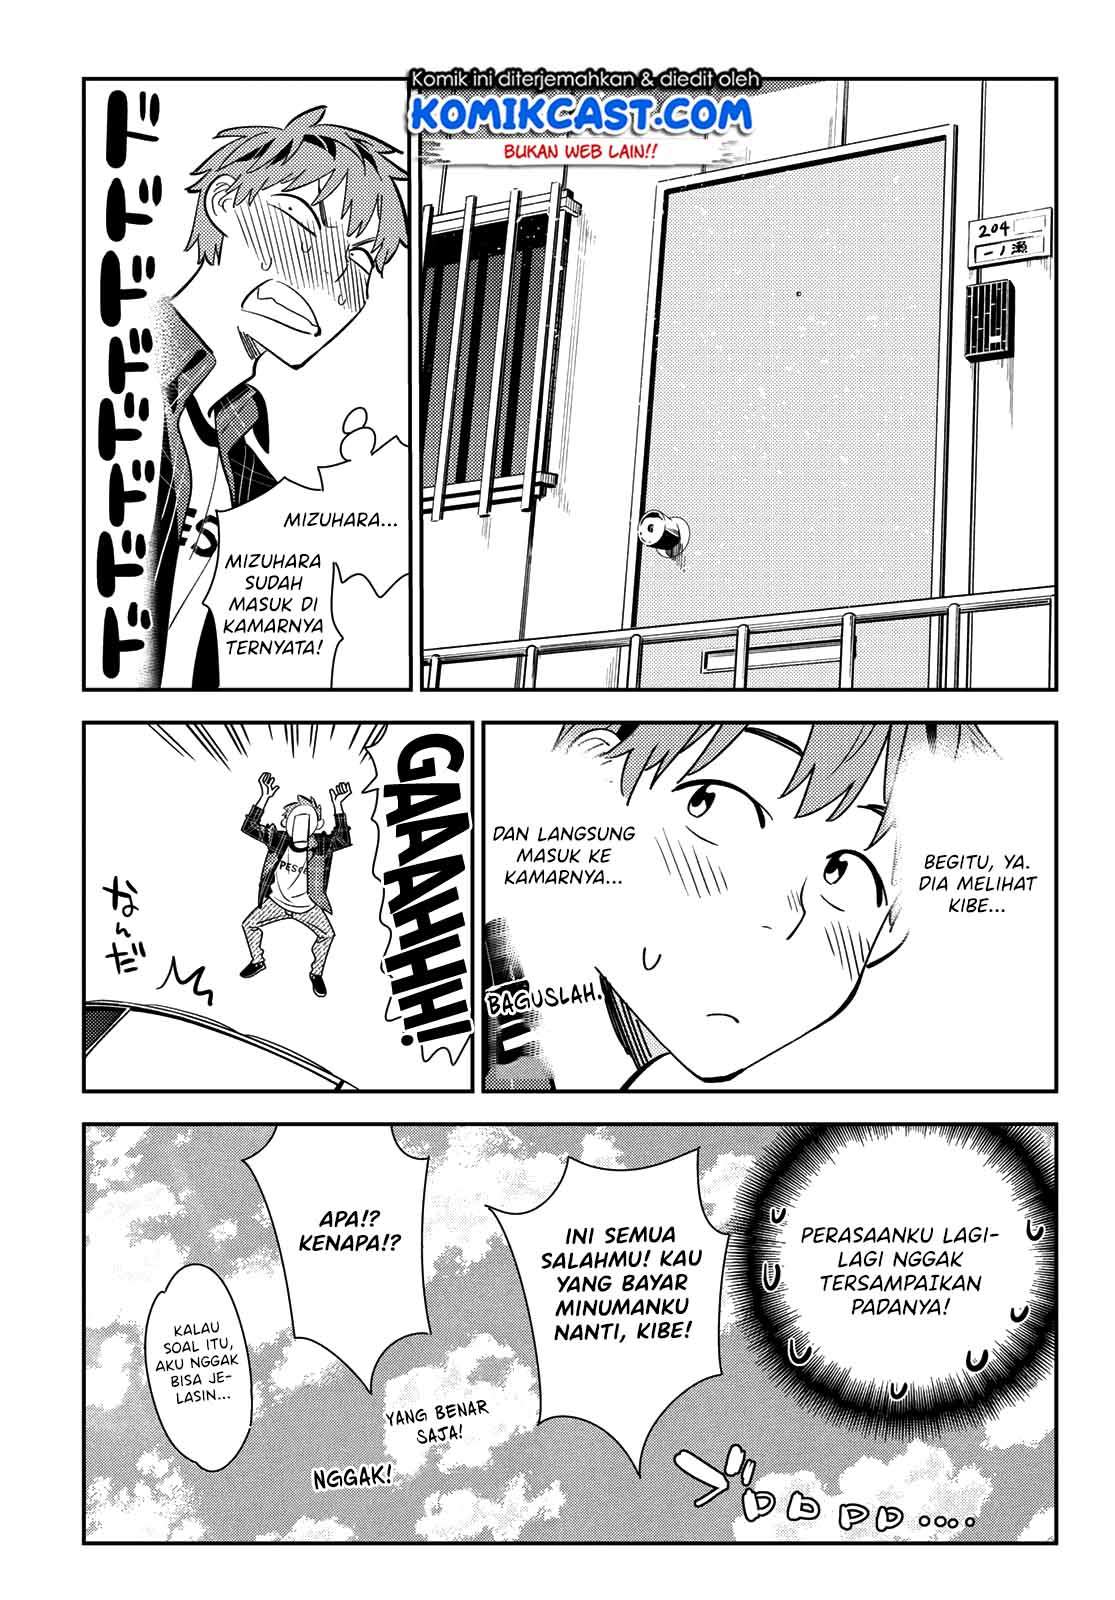 Komik ini diterjemahkan & diedit oleh
KOMIKCAST.COM
BUKAN WEB LAIN!!
204
一ノ瀬
ドドドドドドドド
ES
MIZUHARA...
MIZUHARA
SUDAH
MASUK DI
KAMARNYA
TERNYATA!
BEGITU, YA.
DIA MELIHAT
KIBE...
DAN LANGSUNG
MASUK KE
KAMARNYA...
BAGUSLAH.
GAAAHHH!
PESCE
なんだ
PERASAANKU LAGI-
LAGI NGGAK
TERSAMPAIKAN
PADANYA!
INI SEMUA
SALAHMU! KAU
YANG BAYAR
MINUMANKU
NANTI, KIBE!
APA!?
KENAPA!?
YANG BENAR
SAJA!
NGGAK!
KALAU
SOAL ITU,
AKU NGGAK
BISA JE-
LASIN...